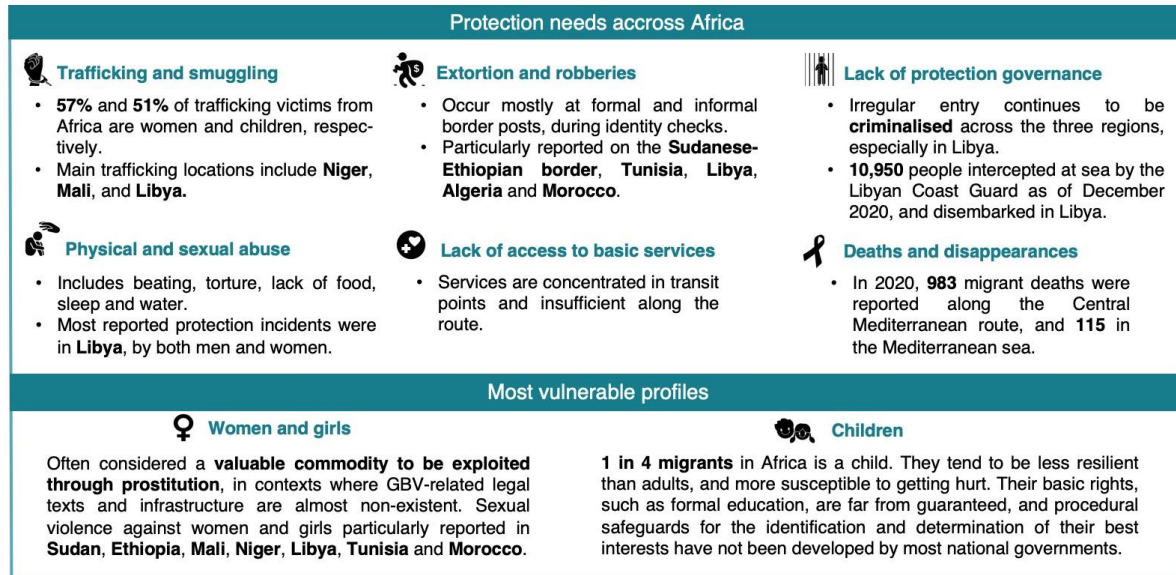 Protection needs accross Africa
Trafficking and smuggling
• 57% and 51% of trafficking victims from
Africa are women and children, respec-
tively.
• Main trafficking locations include Niger,
Mali, and Libya.
Extortion and robberies
• Occur mostly at formal and informal
border posts, during identity checks.
• Particularly reported on the Sudanese-
Ethiopian border, Tunisia, Libya,
Algeria and Morocco.
Lack of protection governance
• Irregular entry continues to be
criminalised across the three regions,
especially in Libya.
• 10,950 people intercepted at sea by the
Libyan Coast Guard as of December
2020, and disembarked in Libya.
Physical and sexual abuse
• Includes beating, torture, lack of food,
sleep and water.
• Most reported protection incidents were
in Libya, by both men and women.
Lack of access to basic services
• Services are concentrated in transit
points and insufficient along the
route.
Deaths and disappearances
• In 2020, 983 migrant deaths were
reported along the Central
Mediterranean route, and 115 in
the Mediterranean sea.
Most vulnerable profiles
Women and girls
Often considered a valuable commodity to be exploited
through prostitution, in contexts where GBV-related legal
texts and infrastructure are almost non-existent. Sexual
violence against women and girls particularly reported in
Sudan, Ethiopia, Mali, Niger, Libya, Tunisia and Morocco.
Children
1 in 4 migrants in Africa is a child. They tend to be less resilient
than adults, and more susceptible to getting hurt. Their basic rights,
such as formal education, are far from guaranteed, and procedural
safeguards for the identification and determination of their best
interests have not been developed by most national governments.